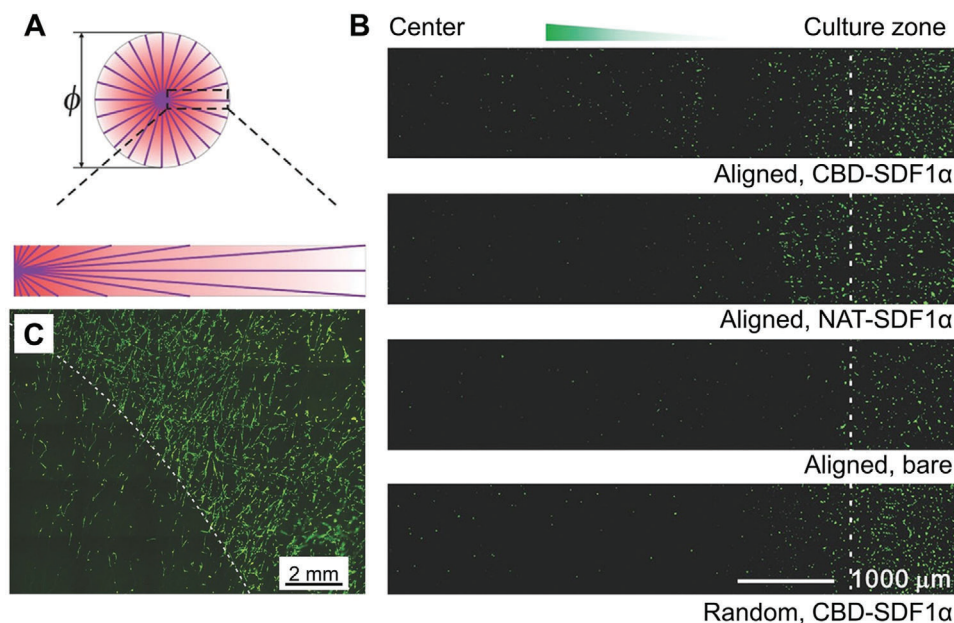 A
ϕ
B
Center
Culture zone
Aligned, CBD-SDF1α
Aligned, NAT-SDF1α
Aligned, bare
1000 μm
Random, CBD-SDF1α
C
2 mm